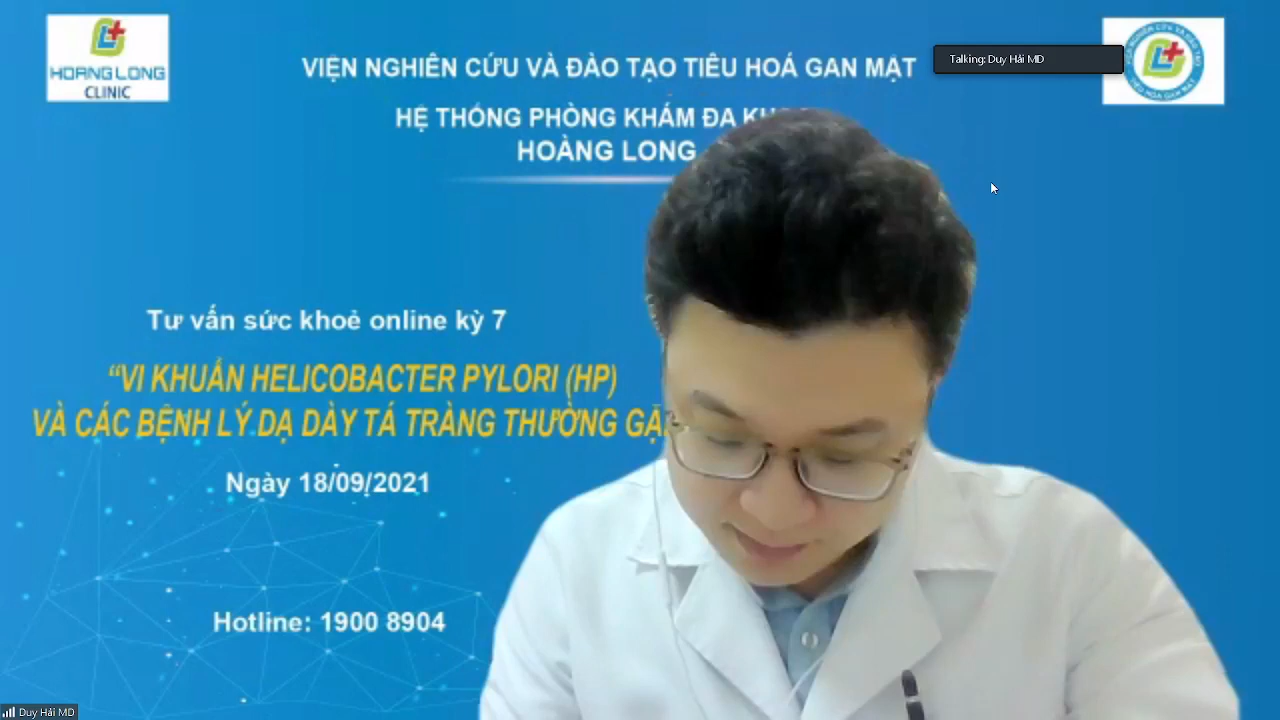 HOANG LONG
CLINIC
VIỆN NGHIÊN CỨU VÀ ĐÀO TẠO TIÊU HOÁ GAN MẬT
Talking: Duy Hải MD
HỆ THỐNG PHÒNG KHÁM ĐA
HOÀNG LONG
Tư vấn sức khoẻ online kỳ 7
“VI KHUẨN HELICOBACTER PYLORI (HP)
VÀ CÁC BỆNH LÝ DẠ DÀY TÁ TRÀNG THƯỜNG
Ngày 18/09/2021
Hotline: 1900 8904
Duy Hải MD